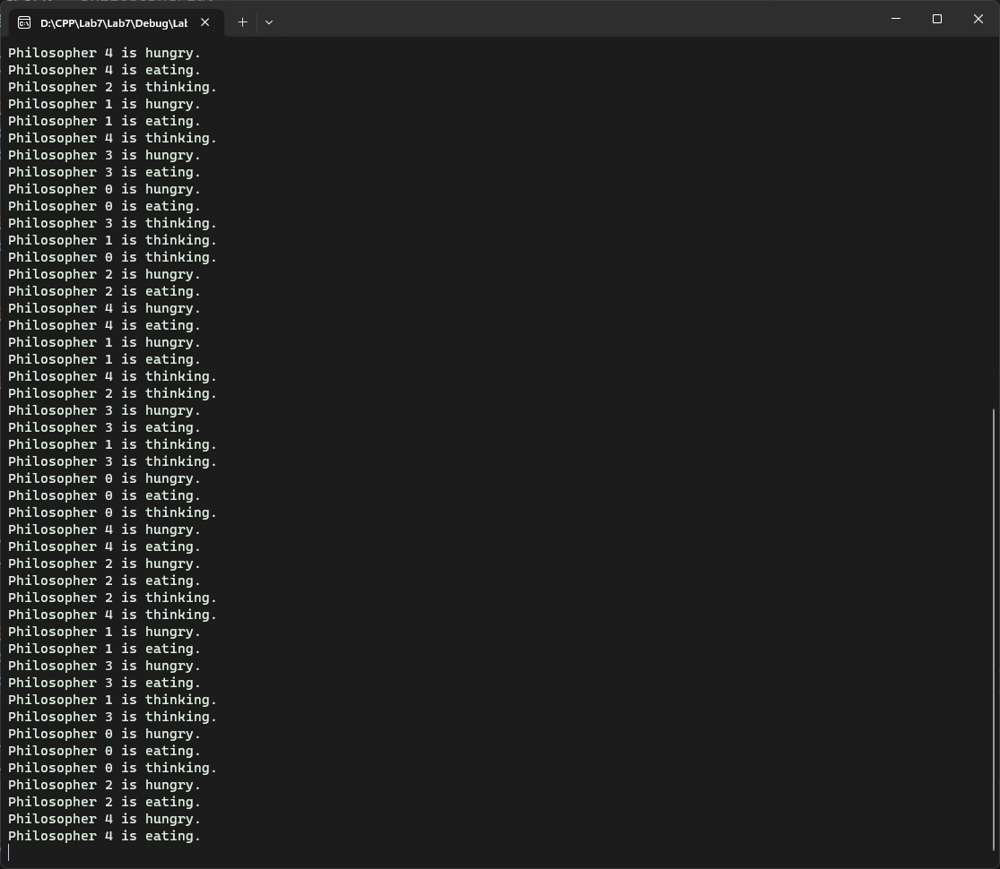 D:\CPP\Lab7\Lab7\Debug\Lab
Philosopher 4 is hungry.
Philosopher 4 is eating.
Philosopher 2 is thinking.
Philosopher 1 is hungry.
Philosopher 1 is eating.
Philosopher 4 is thinking.
Philosopher 3 is hungry.
Philosopher 3 is eating.
Philosopher 0 is hungry.
Philosopher 0 is eating.
Philosopher 3 is thinking.
Philosopher 1 is thinking.
Philosopher 0 is thinking.
Philosopher 2 is hungry.
Philosopher 2 is eating.
Philosopher 4 is hungry.
Philosopher 4 is eating.
Philosopher 1 is hungry.
Philosopher 1 is eating.
Philosopher 4 is thinking.
Philosopher 2 is thinking.
Philosopher 3 is hungry.
Philosopher 3 is eating.
Philosopher 1 is thinking.
Philosopher 3 is thinking.
Philosopher 0 is hungry.
Philosopher 0 is eating.
Philosopher 0 is thinking.
Philosopher 4 is hungry.
Philosopher 4 is eating.
Philosopher 2 is hungry.
Philosopher 2 is eating.
Philosopher 2 is thinking.
Philosopher 4 is thinking.
Philosopher 1 is hungry.
Philosopher 1 is eating.
Philosopher 3 is hungry.
Philosopher 3 is eating.
Philosopher 1 is thinking.
Philosopher 3 is thinking.
Philosopher 0 is hungry.
Philosopher 0 is eating.
Philosopher 0 is thinking.
Philosopher 2 is hungry.
Philosopher 2 is eating.
Philosopher 4 is hungry.
Philosopher 4 is eating.